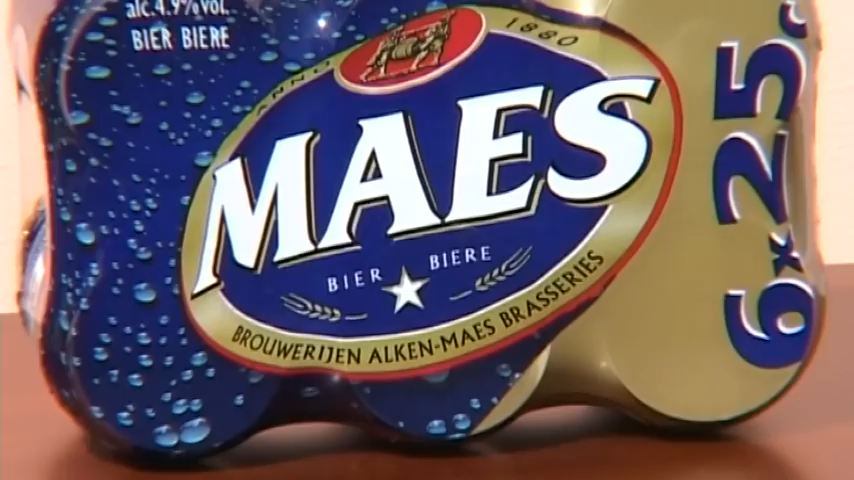 alc.4.9%vol.
BIER BIERE
ANNO 1880
MAES
BIER BIERE
BROUWERIJEN ALKEN-MAES BRASSERIES
6x25